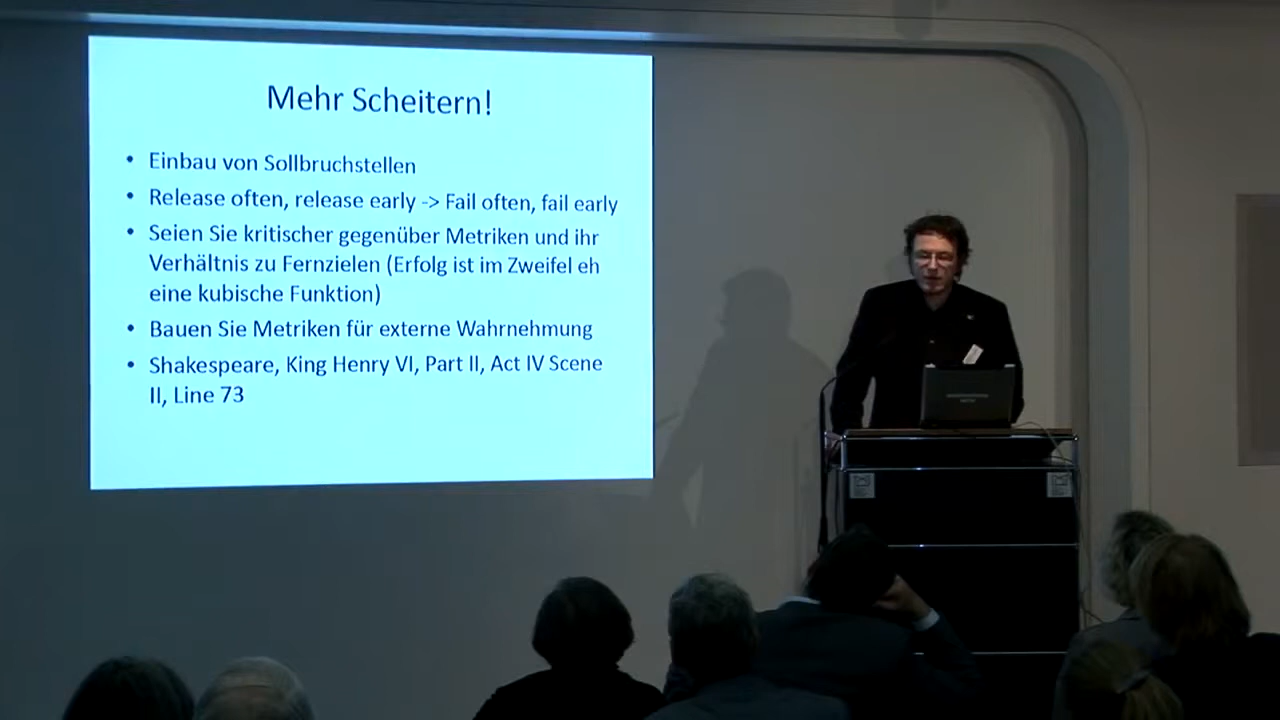 Mehr Scheitern!
• Einbau von Sollbruchstellen
• Release often, release early -> Fail often, fail early
• Seien Sie kritischer gegenüber Metriken und ihr
Verhältnis zu Fernzielen (Erfolg ist im Zweifel eh
eine kubische Funktion)
• Bauen Sie Metriken für externe Wahrnehmung
• Shakespeare, King Henry VI, Part II, Act IV Scene
II, Line 73